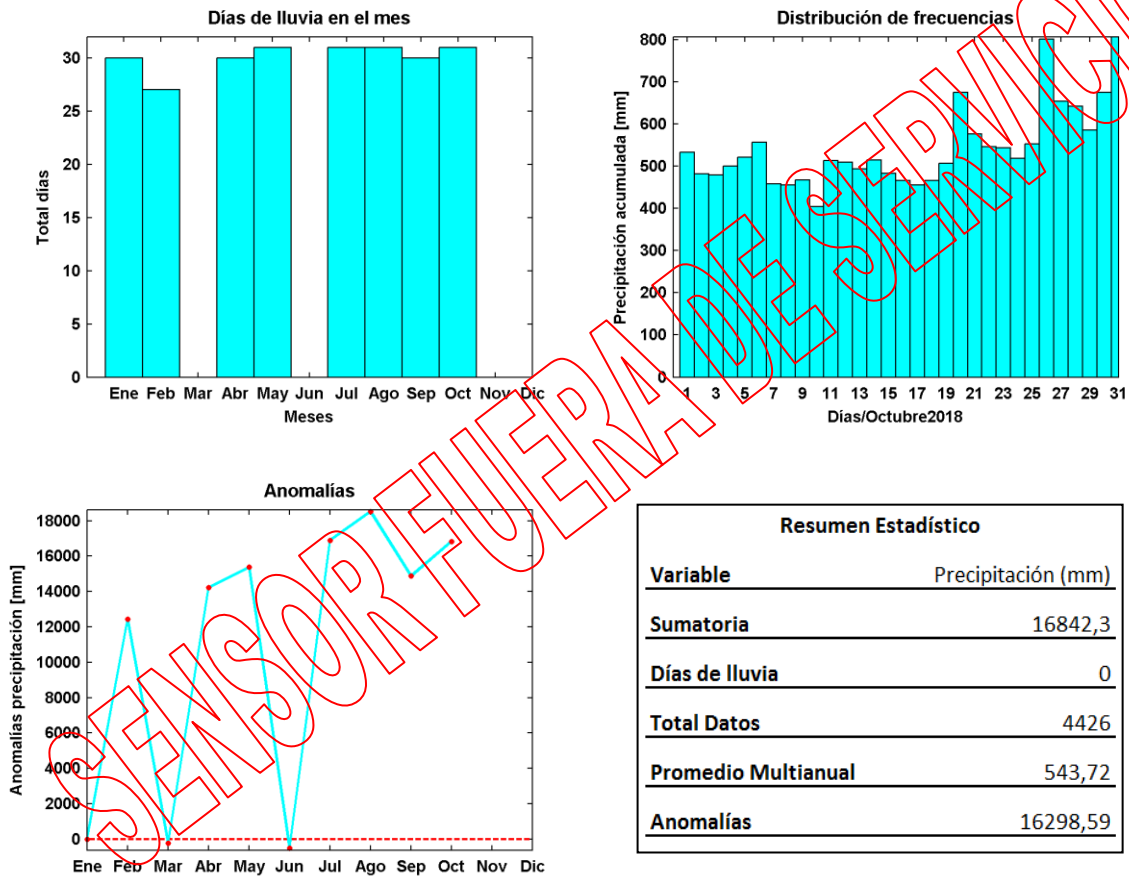 Días de lluvia en el mes
30
25
20
15
10
5
0
Total días
Ene Feb Mar Abr May Jun Jul Ago Sep Oct Nov Dic
Meses
Distribución de frecuencias
800
700
600
500
400
300
200
100
0
Precipitación acumulada [mm]
1 3 5 7 9 11 13 15 17 19 21 23 25 27 29 31
Días/Octubre2018
SENSOR FUERA DE SERVICIO
Anomalías
18000
16000
14000
12000
10000
8000
6000
4000
2000
0
Anomalías precipitación [mm]
Ene Feb Mar Abr May Jun Jul Ago Sep Oct Nov Dic
Resumen Estadístico
Variable Precipitación (mm)
Sumatoria 16842,3
Días de lluvia 0
Total Datos 4426
Promedio Multianual 543,72
Anomalías 16298,59